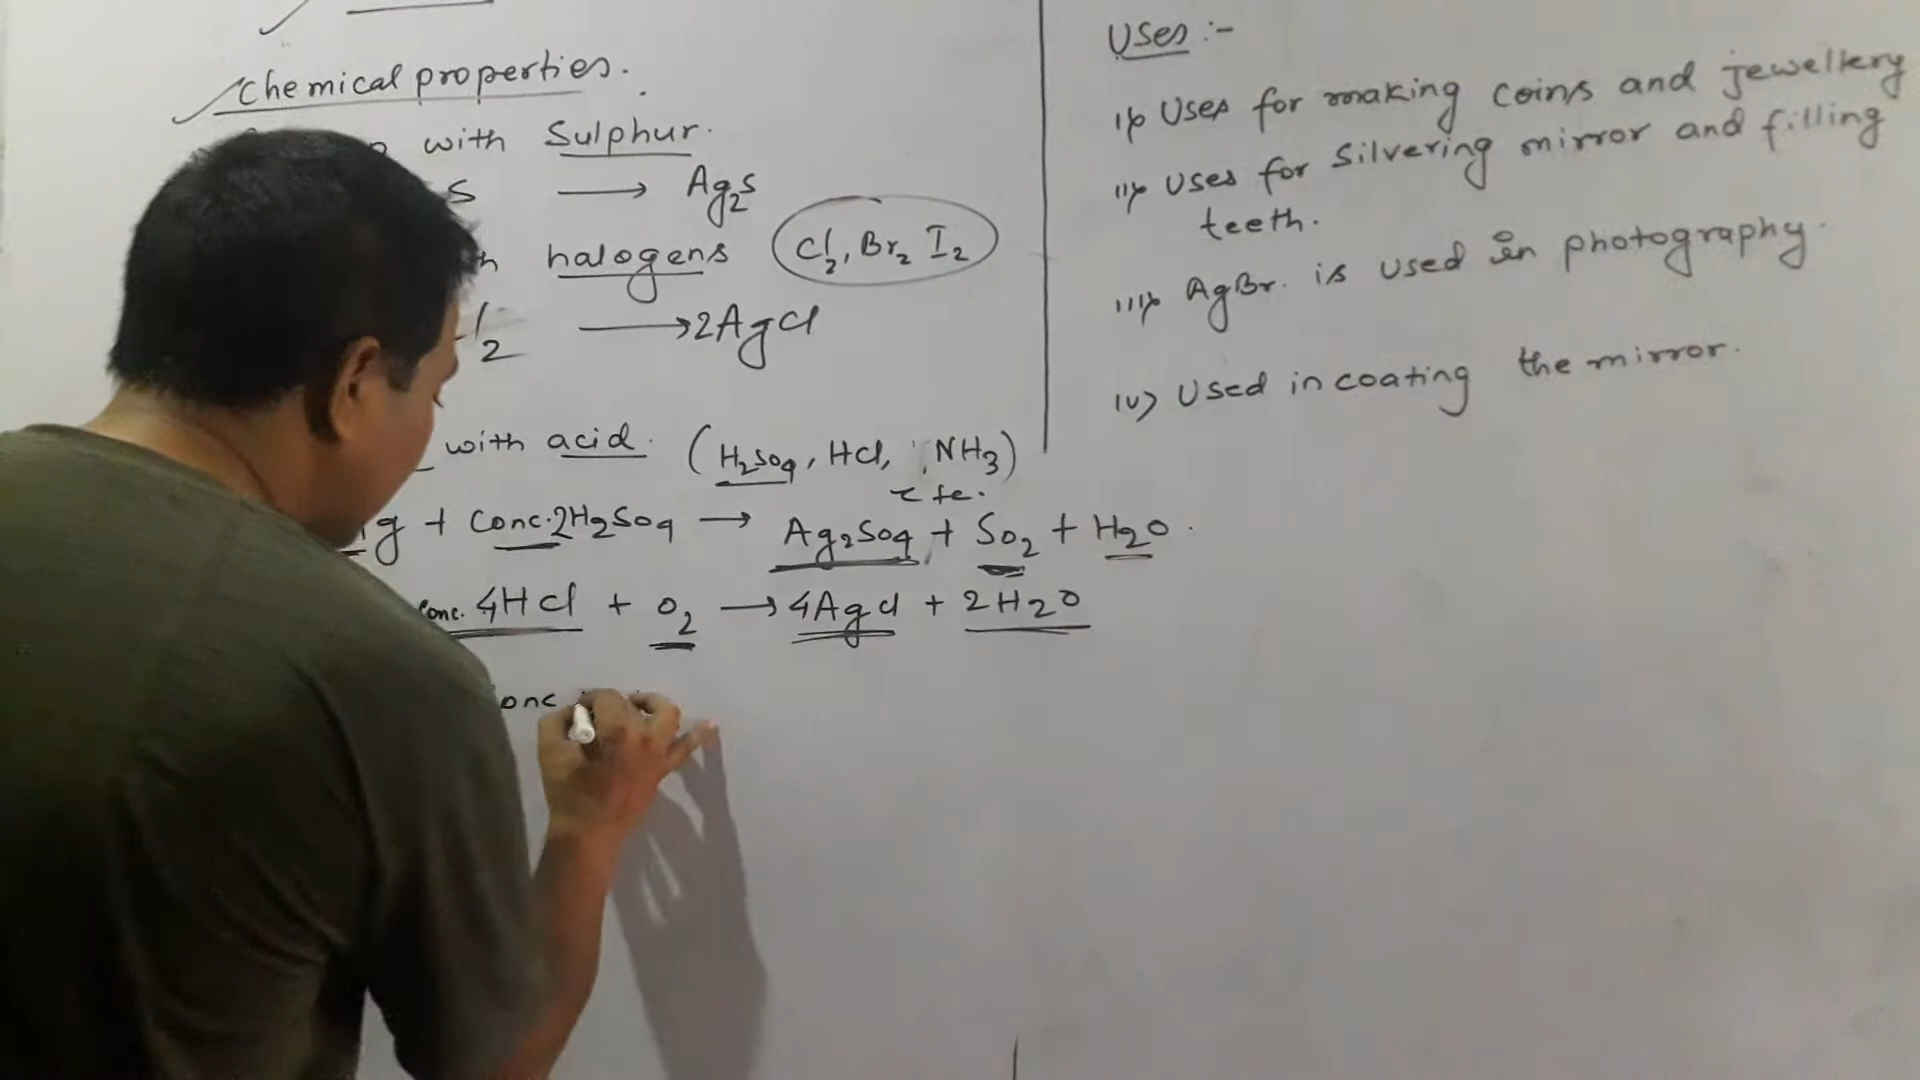 Chemical properties.
with Sulphur.
S ⟶ Ag₂S
halogens (Cl₂, Br₂ I₂)
2 ⟶ 2AgCl
with acid. (H₂SO₄, HCl, NH₃)
etc.
g + Conc. 2H₂SO₄ → Ag₂SO₄ + SO₂ + H₂O.
Conc. 4HCl + O₂ → 4AgCl + 2H₂O
onc
Uses :-
i) Uses for making coins and jewellery
ii) Uses for Silvering mirror and filling
teeth.
iii) AgBr. is used in photography.
iv) Used in coating the mirror.